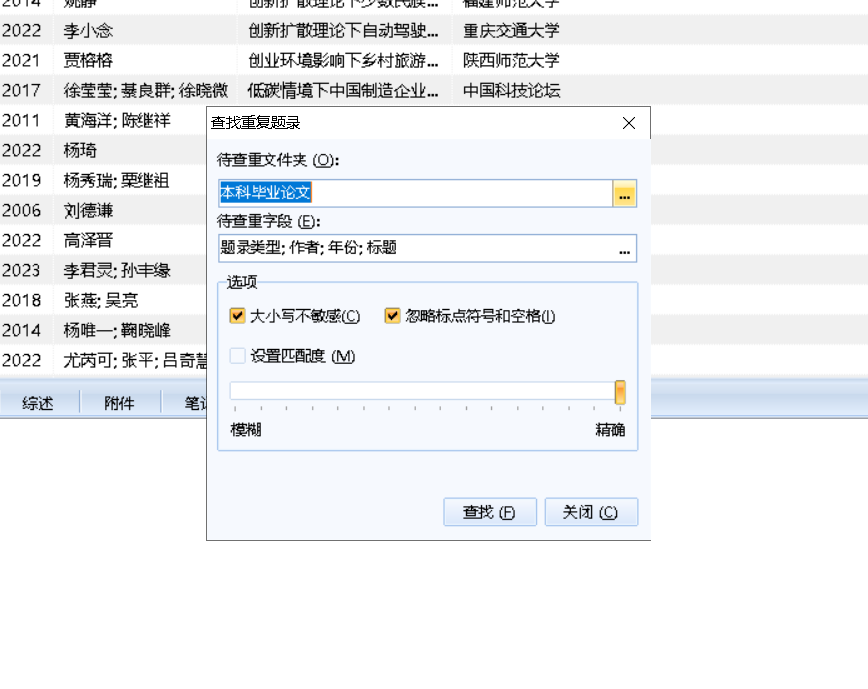 2014 姚静 创新扩散理论下少数民族... 福建师范大学
2022 李小念 创新扩散理论下自动驾驶... 重庆交通大学
2021 贾榕榕 创业环境影响下乡村旅游... 陕西师范大学
2017 徐莹莹; 綦良群; 徐晓微 低碳情境下中国制造企业... 中国科技论坛
2011 黄海洋; 陈继祥
2022 杨琦
2019 杨秀瑞; 栗继祖
2006 刘德谦
2022 高泽晋
2023 李君灵; 孙丰缘
2018 张燕; 吴亮
2014 杨唯一; 鞠晓峰
2022 尤芮可; 张平; 吕奇慧
查找重复题录
待查重文件夹 (O):
本科毕业论文 ...
待查重字段 (E):
题录类型; 作者; 年份; 标题 ...
选项
大小写不敏感(C) 忽略标点符号和空格(I)
设置匹配度 (M)
模糊 精确
查找 (F) 关闭 (C)
综述 附件 笔记